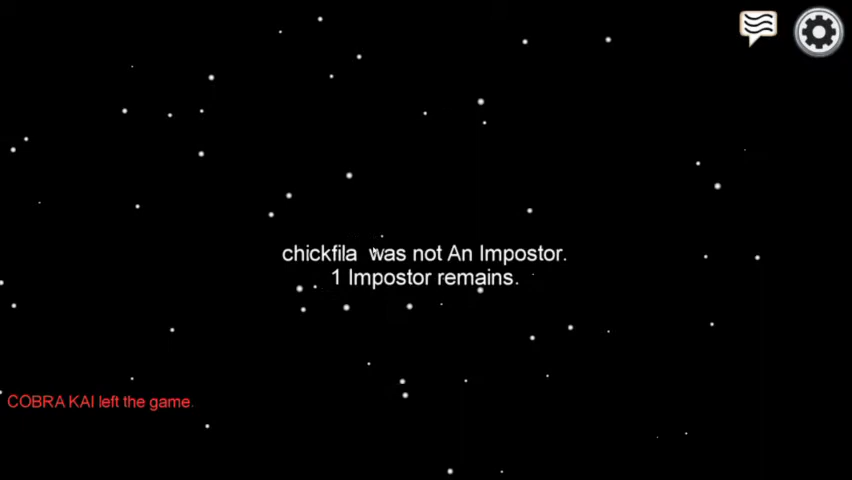 chickfila was not An Impostor.
1 Impostor remains.
COBRA KAI left the game.